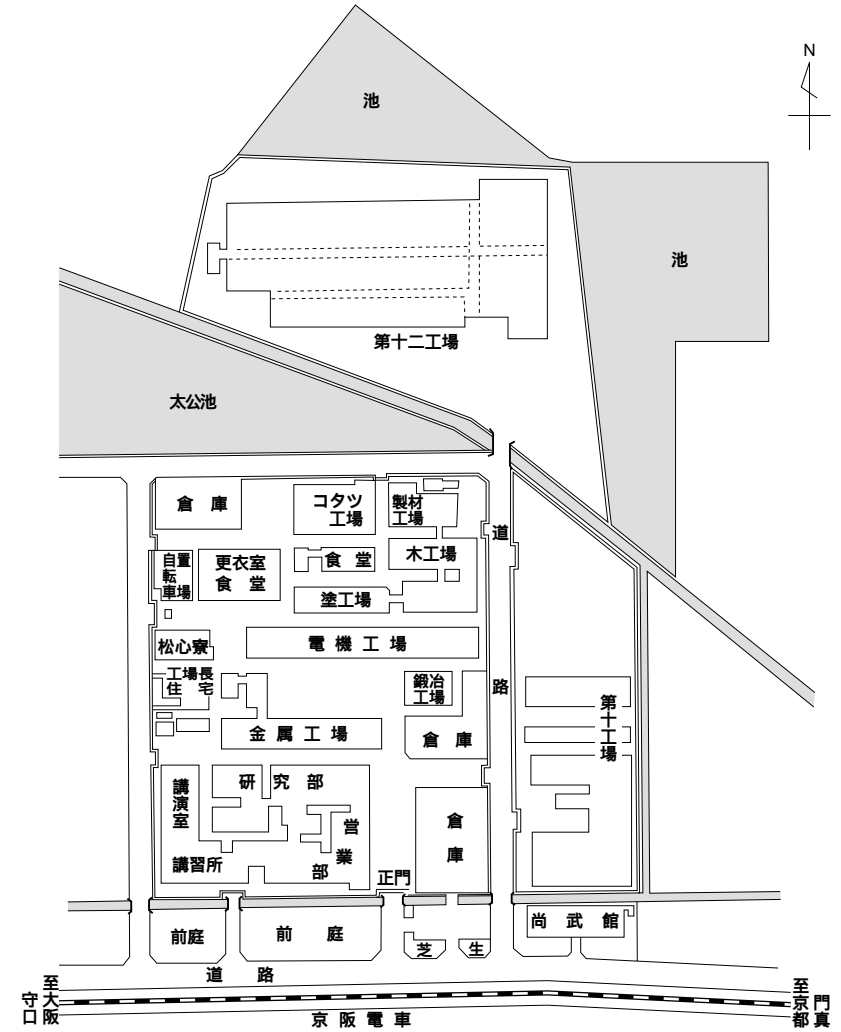 N
池
池
第十二工場
太公池
倉 庫
コタツ
工場
製材
工場
道 路
自転車
置場
更衣室
食 堂
食 堂
木工場
塗工場
電 機 工 場
松心寮
工場長
住 宅
鍛冶
工場
第十工場
金 属 工 場
倉 庫
講演室
研 究 部
営 業 部
倉 庫
講習所
正門
前庭
前 庭
芝 生
尚 武 館
道 路
至大阪
守口
京 阪 電 車
至京都
門真